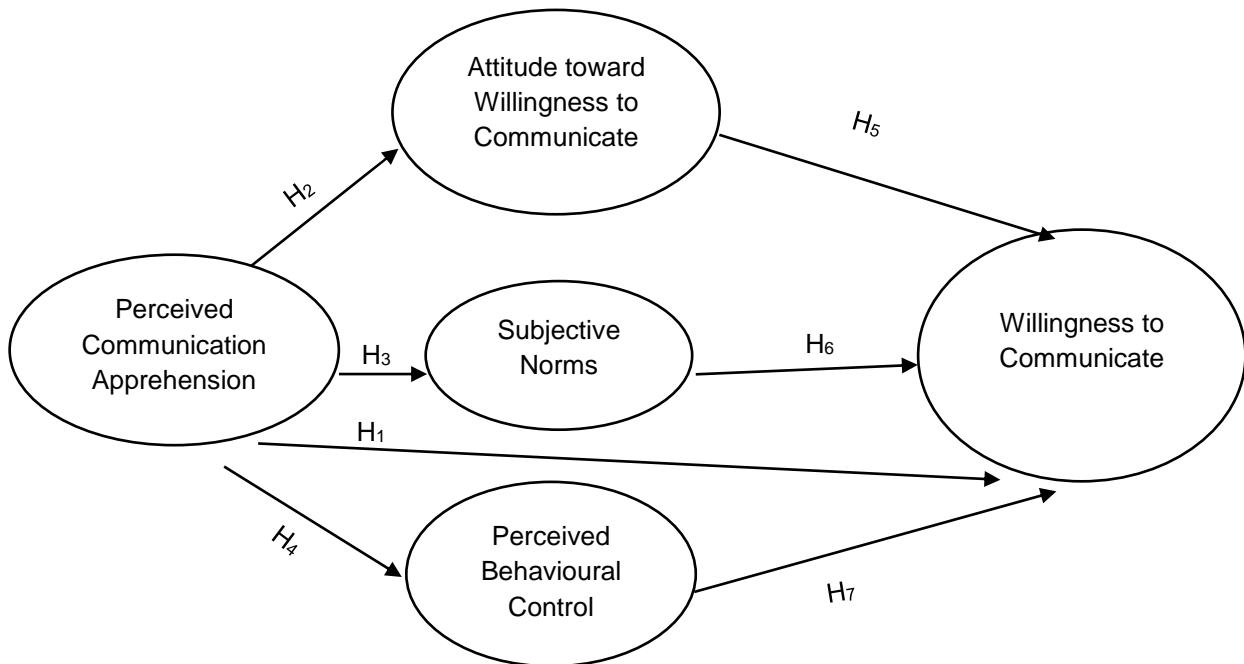 Attitude toward
Willingness to
Communicate
H5
H2
Perceived
Communication
Apprehension
H3
Subjective
Norms
H6
Willingness to
Communicate
H1
H4
Perceived
Behavioural
Control
H7